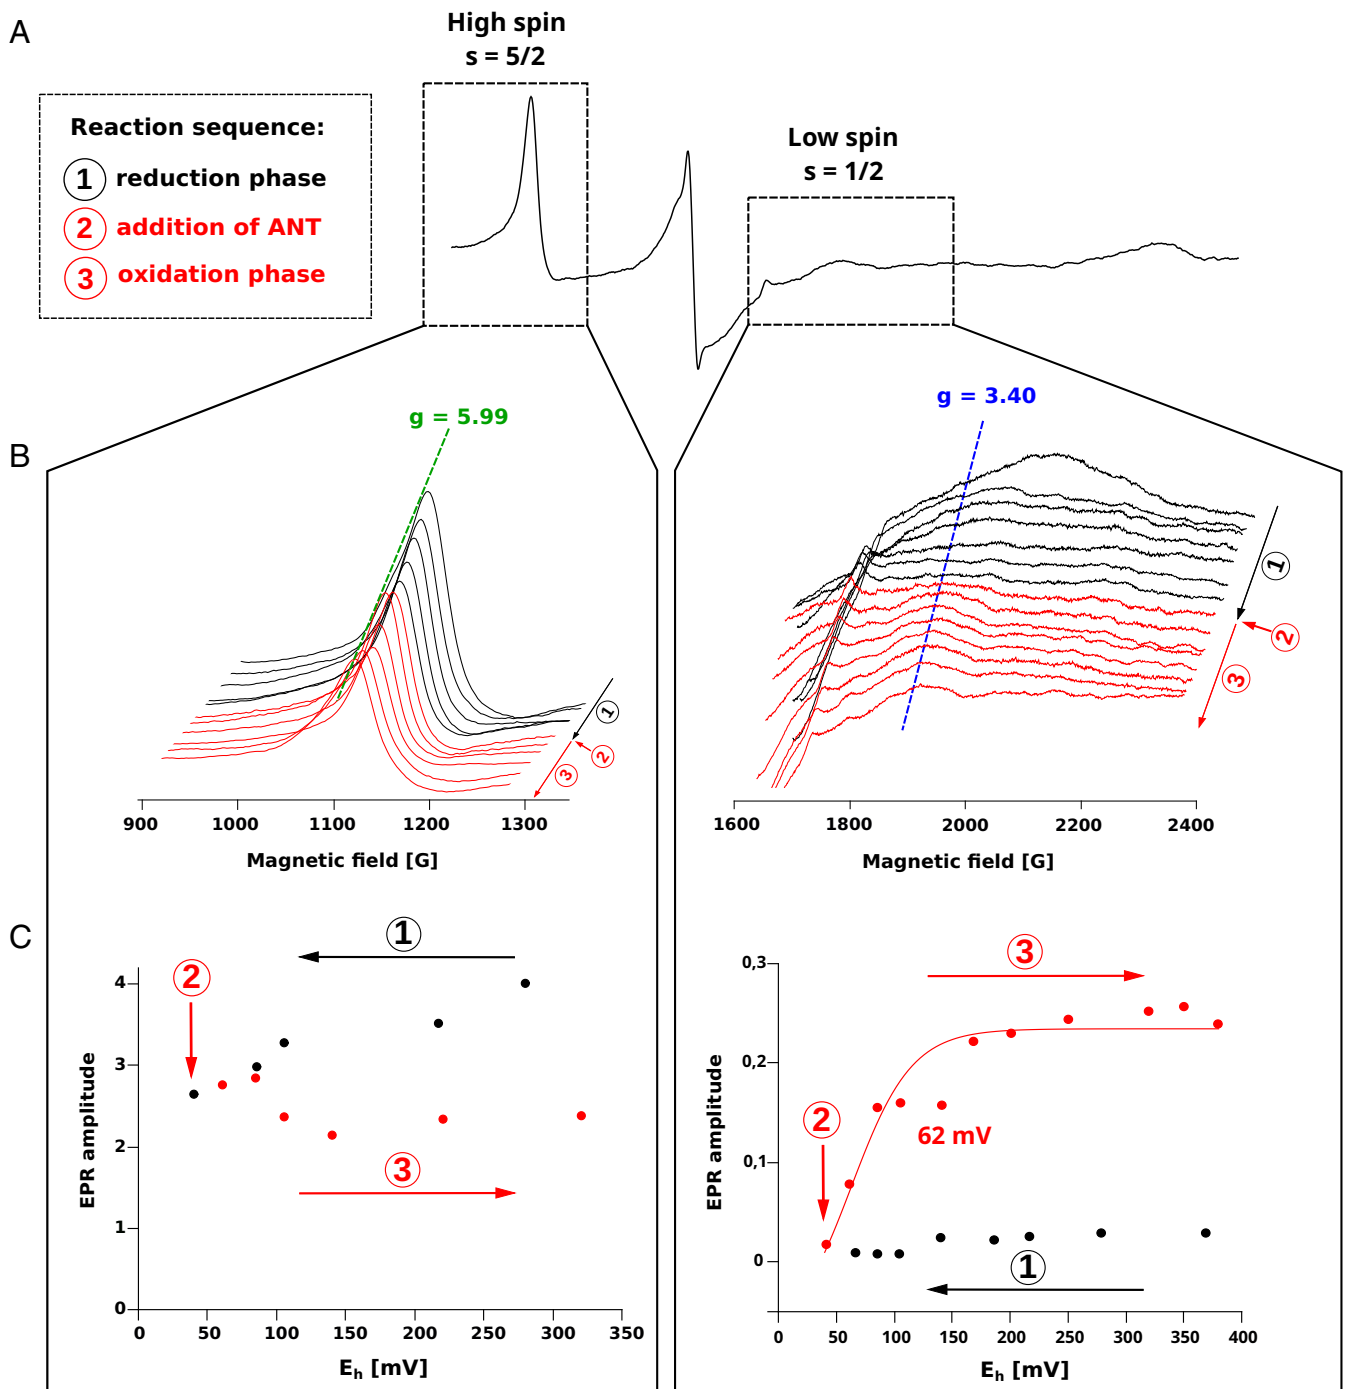 A
High spin
s = 5/2
Low spin
s = 1/2
Reaction sequence:
1 reduction phase
2 addition of ANT
3 oxidation phase
B
g = 5.99
g = 3.40
1
2
3
1
2
3
900 1000 1100 1200 1300
Magnetic field [G]
1600 1800 2000 2200 2400
Magnetic field [G]
C
1
2
3
4
3
2
1
0
EPR amplitude
0 50 100 150 200 250 300 350
Eₕ [mV]
3
2
62 mV
1
0,3
0,2
0,1
0
EPR amplitude
0 50 100 150 200 250 300 350 400
Eₕ [mV]